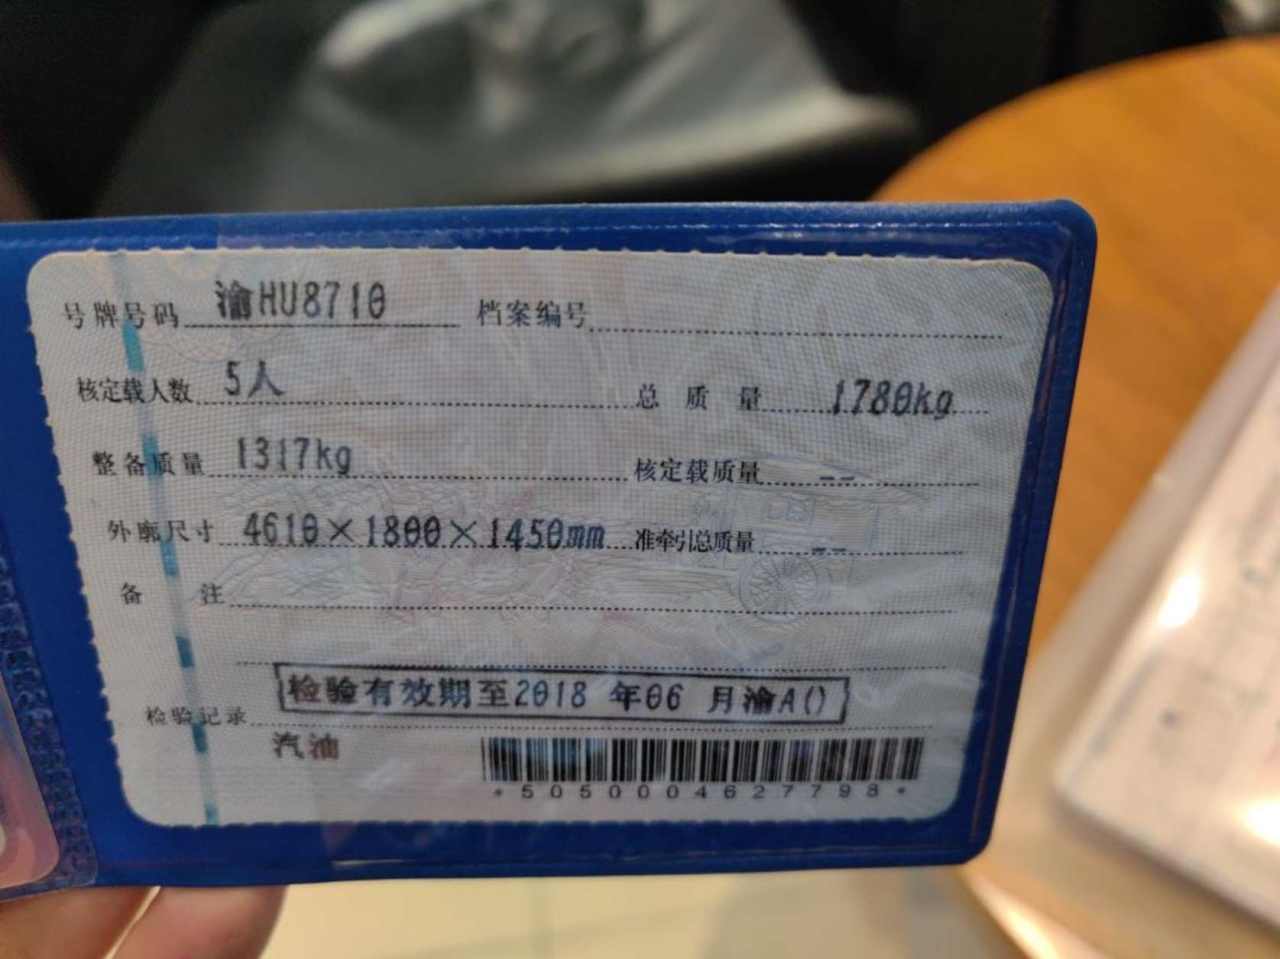 号牌号码 渝HU8710 档案编号
核定载人数 5人 总质量 1780kg
整备质量 1317kg 核定载质量 --
外廓尺寸 4610×1800×1450mm 准牵引总质量 --
备注
检验记录 检验有效期至2018 年06 月渝A()
汽油
*5050004627798*